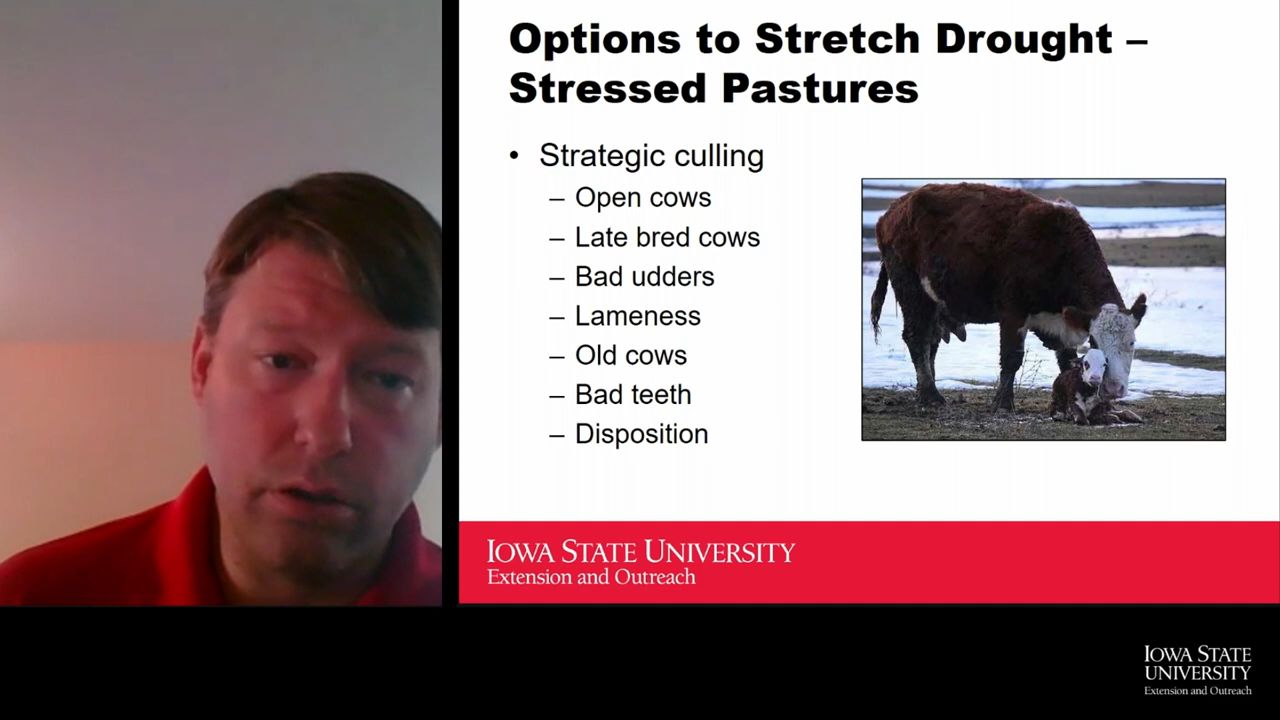 Options to Stretch Drought –
Stressed Pastures
• Strategic culling
– Open cows
– Late bred cows
– Bad udders
– Lameness
– Old cows
– Bad teeth
– Disposition
IOWA STATE UNIVERSITY
Extension and Outreach
IOWA STATE
UNIVERSITY
Extension and Outreach